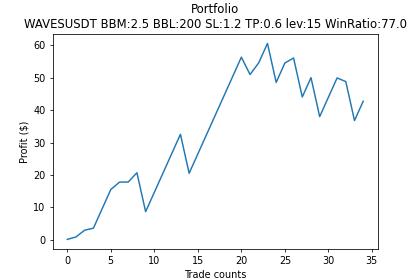 Portfolio
WAVESUSDT BBM:2.5 BBL:200 SL:1.2 TP:0.6 lev:15 WinRatio:77.0
60
50
40
30
20
10
0
Profit ($)
0 5 10 15 20 25 30 35
Trade counts